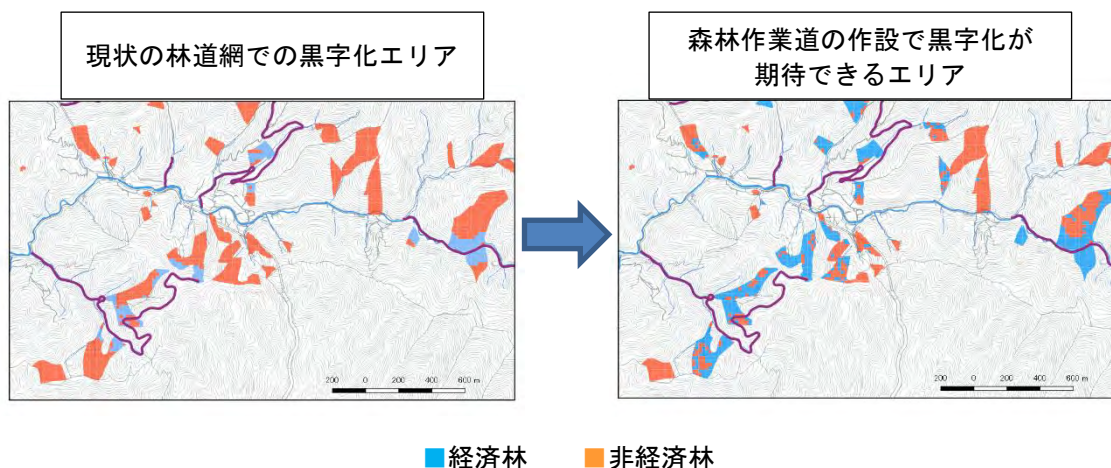 現状の林道網での黒字化エリア
森林作業道の作設で黒字化が
期待できるエリア
200 0 200 400 600 m
200 0 200 400 600 m
経済林 非経済林